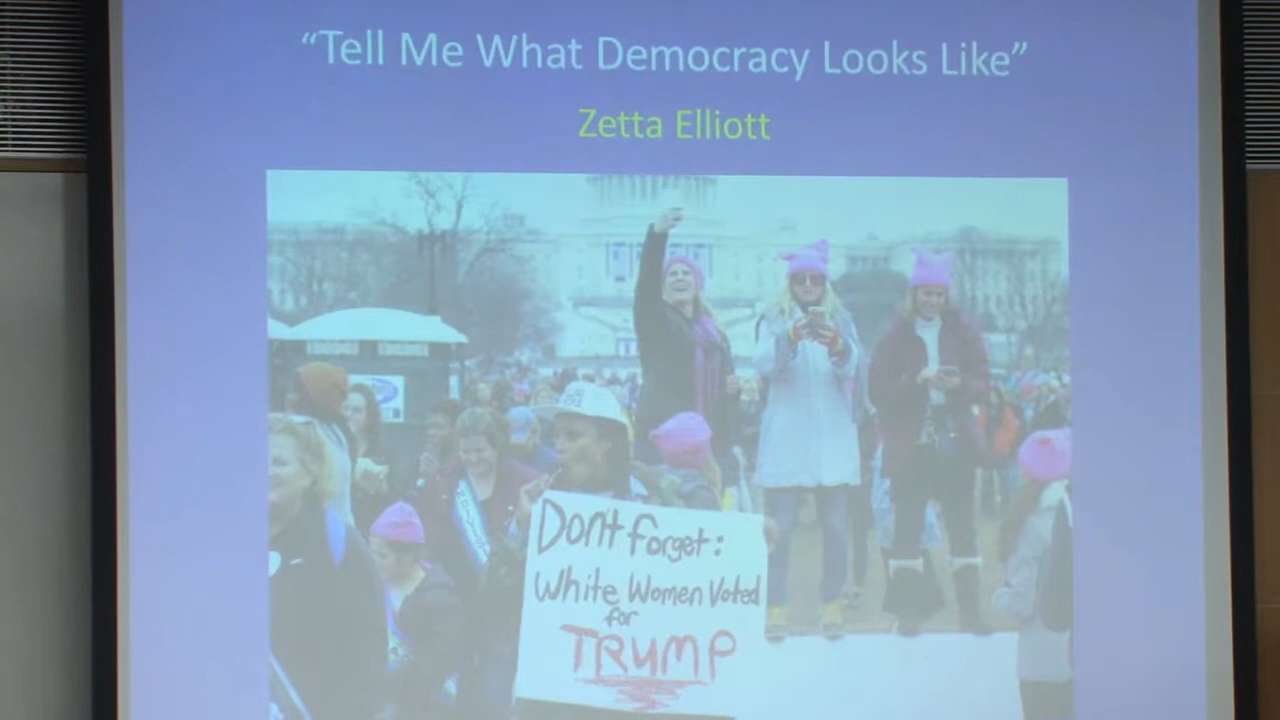 “Tell Me What Democracy Looks Like”
Zetta Elliott
Don't forget:
White Women Voted
for
TRUMP